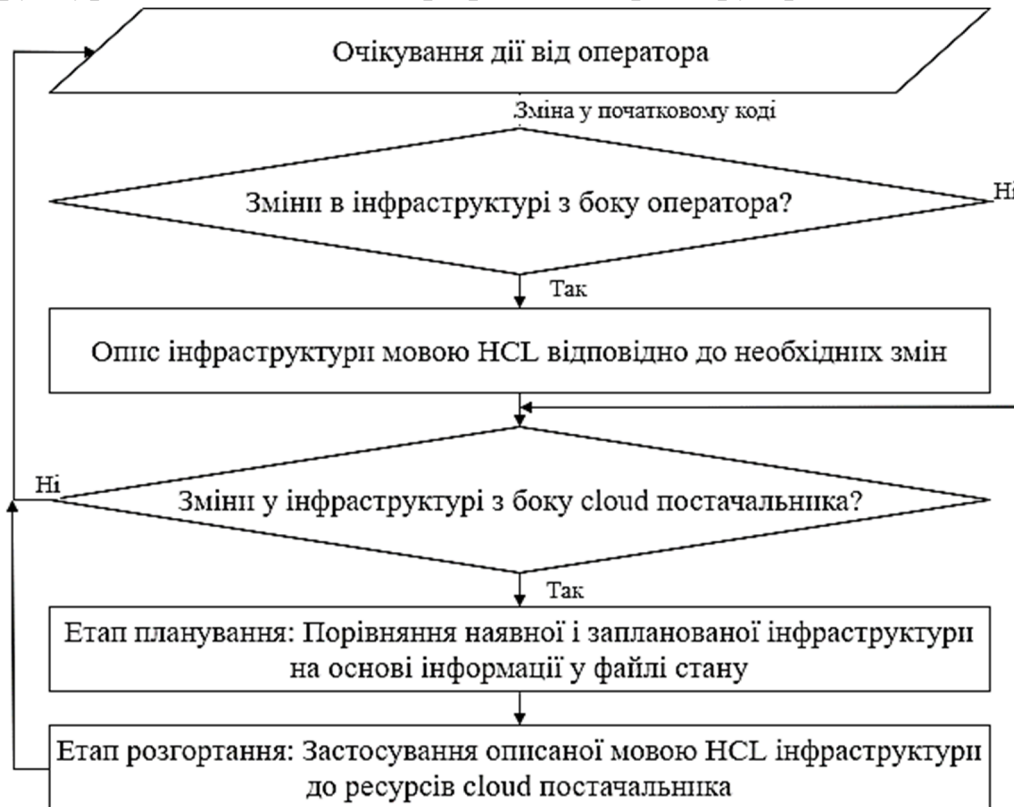 Очікування дії від оператора
Зміна у початковому коді
Зміни в інфраструктурі з боку оператора?
Ні
Так
Опис інфраструктури мовою HCL відповідно до необхідних змін
Ні
Зміни у інфраструктурі з боку cloud постачальника?
Так
Етап планування: Порівняння наявної і запланованої інфраструктури
на основі інформації у файлі стану
Етап розгортання: Застосування описаної мовою HCL інфраструктури
до ресурсів cloud постачальника